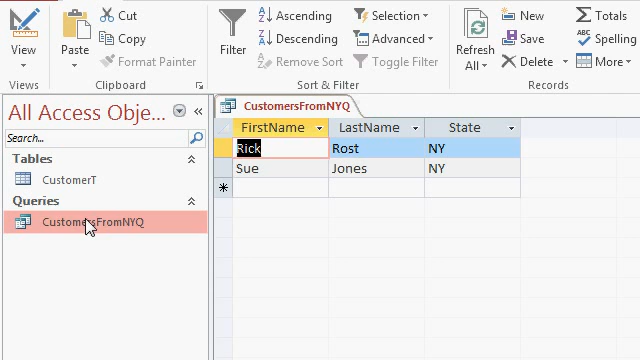 View
Views
Paste
Cut
Copy
Format Painter
Clipboard
Filter
Ascending
Descending
Remove Sort
Selection
Advanced
Toggle Filter
Sort & Filter
Refresh
All
New
Save
Delete
Totals
Spelling
More
Records
All Access Obje...
Search...
Tables
CustomerT
Queries
CustomersFromNYQ
CustomersFromNYQ
FirstName LastName State
Rick Rost NY
Sue Jones NY